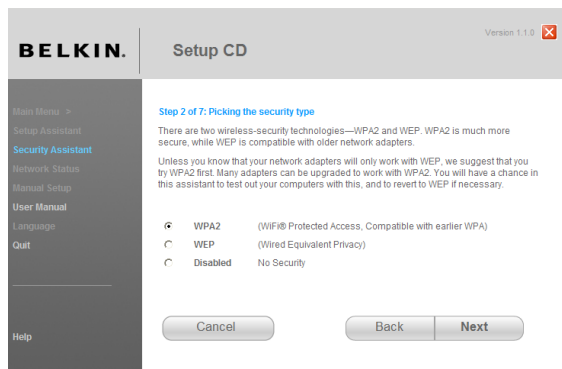 Version 1.1.0
BELKIN.
Setup CD
Main Menu >
Setup Assistant
Security Assistant
Network Status
Manual Setup
User Manual
Language
Quit
Help
Step 2 of 7: Picking the security type
There are two wireless-security technologies—WPA2 and WEP. WPA2 is much more
secure, while WEP is compatible with older network adapters.
Unless you know that your network adapters will only work with WEP, we suggest that you
try WPA2 first. Many adapters can be upgraded to work with WPA2. You will have a chance in
this assistant to test out your computers with this, and to revert to WEP if necessary.
WPA2 (WiFi® Protected Access, Compatible with earlier WPA)
WEP (Wired Equivalent Privacy)
Disabled No Security
Cancel Back Next